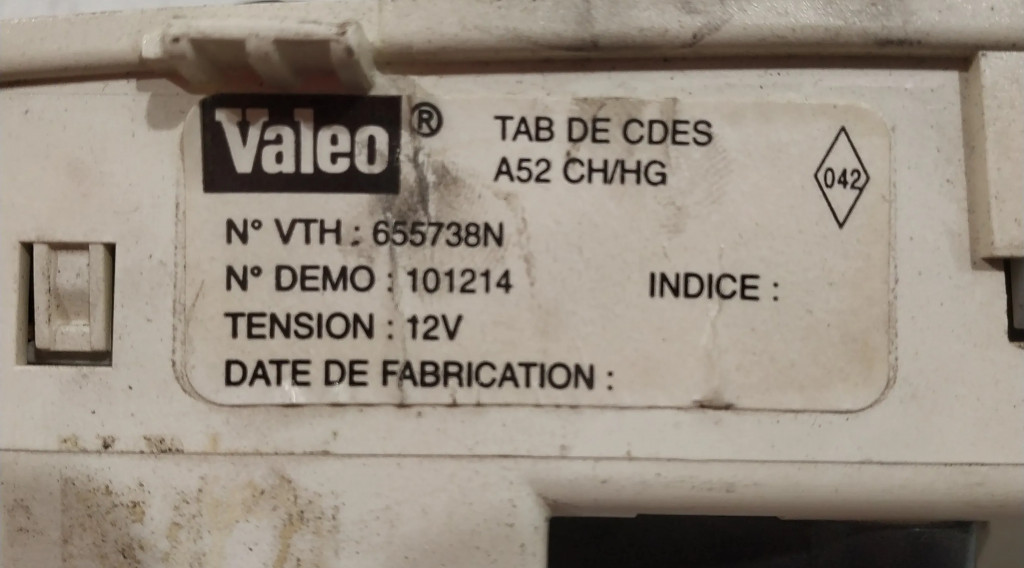 Valeo ®
TAB DE CDES
A52 CH/HG
042
N° VTH : 655738N
N° DEMO : 101214
INDICE :
TENSION : 12V
DATE DE FABRICATION :